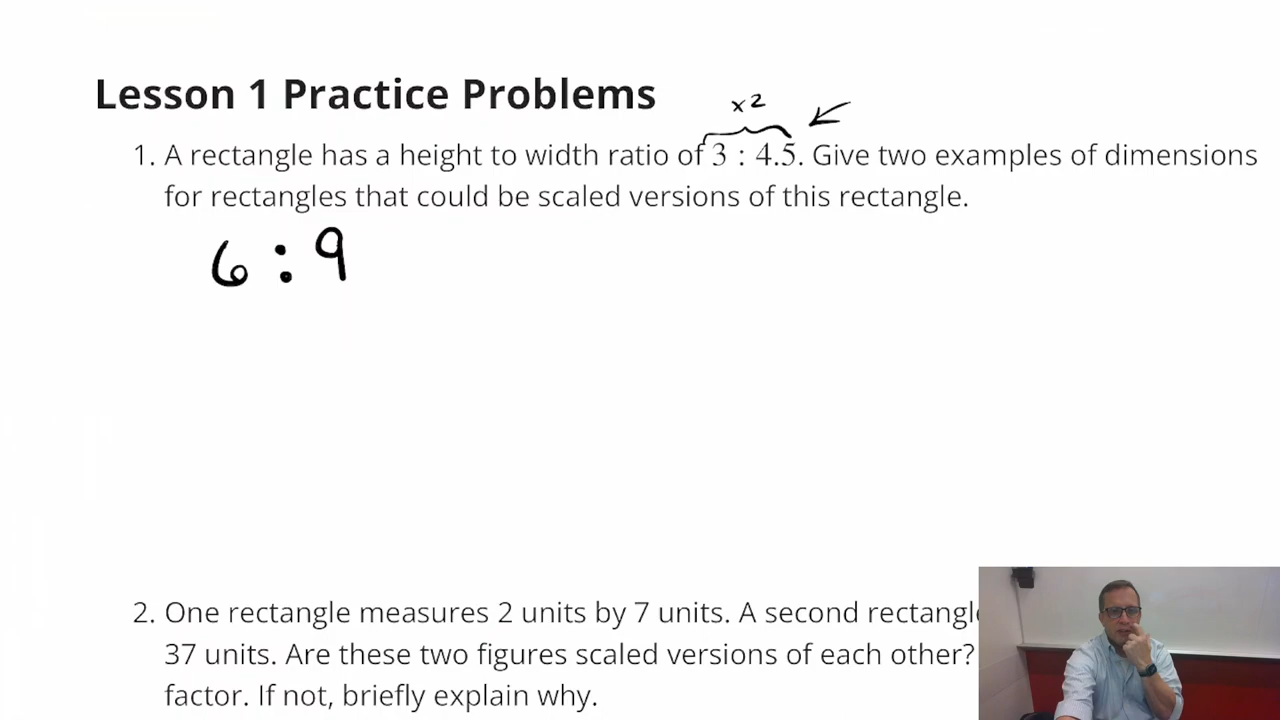 Lesson 1 Practice Problems
x2
1. A rectangle has a height to width ratio of 3 : 4.5. Give two examples of dimensions
for rectangles that could be scaled versions of this rectangle.
6 : 9
2. One rectangle measures 2 units by 7 units. A second rectangl
37 units. Are these two figures scaled versions of each other?
factor. If not, briefly explain why.